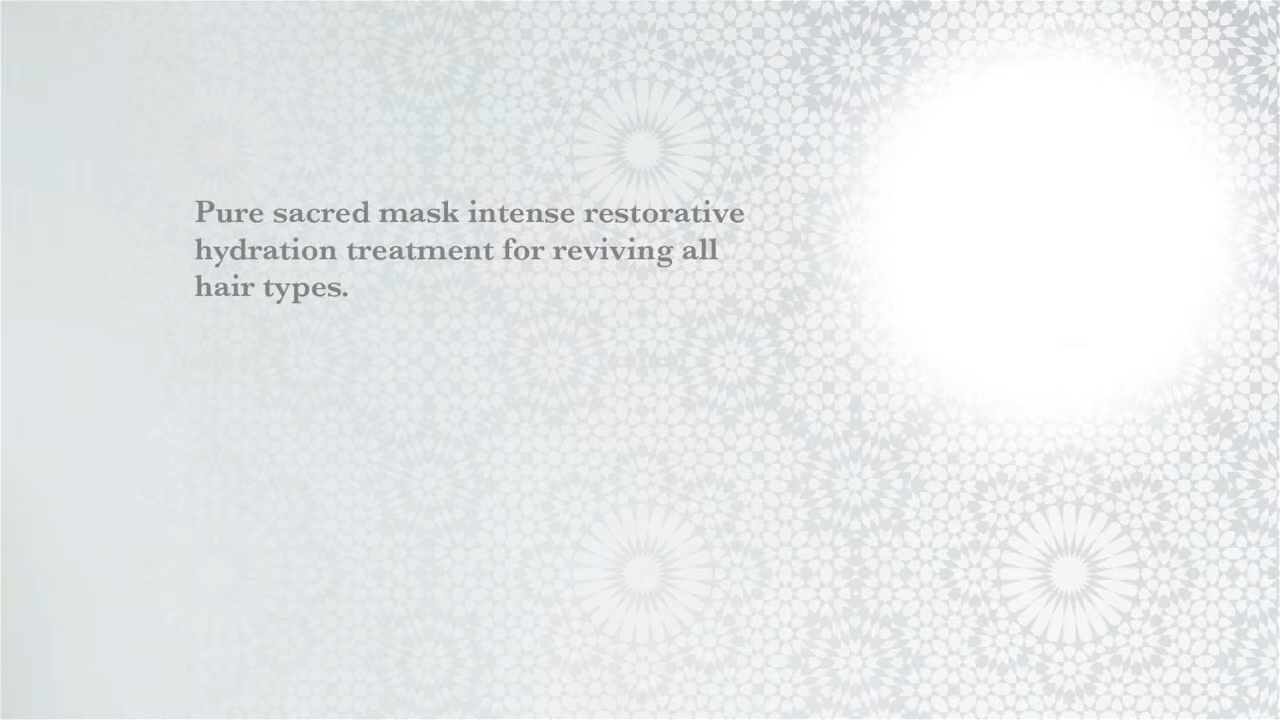 Pure sacred mask intense restorative
hydration treatment for reviving all
hair types.